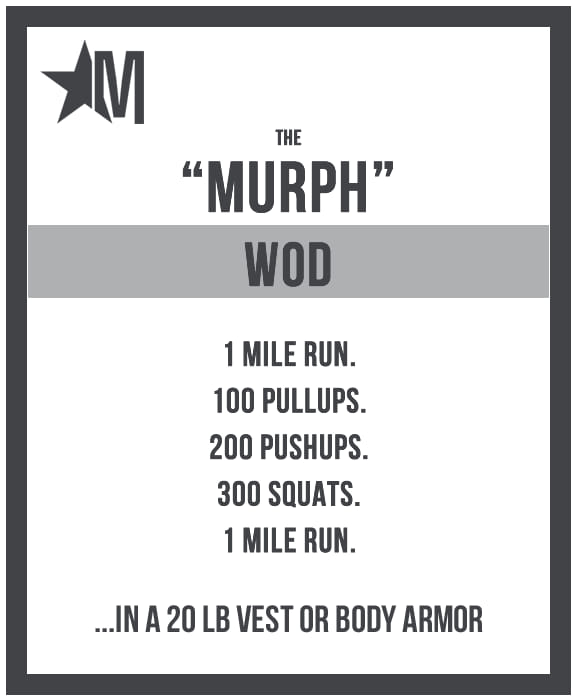 M
THE
“MURPH”
WOD
1 MILE RUN.
100 PULLUPS.
200 PUSHUPS.
300 SQUATS.
1 MILE RUN.
...IN A 20 LB VEST OR BODY ARMOR